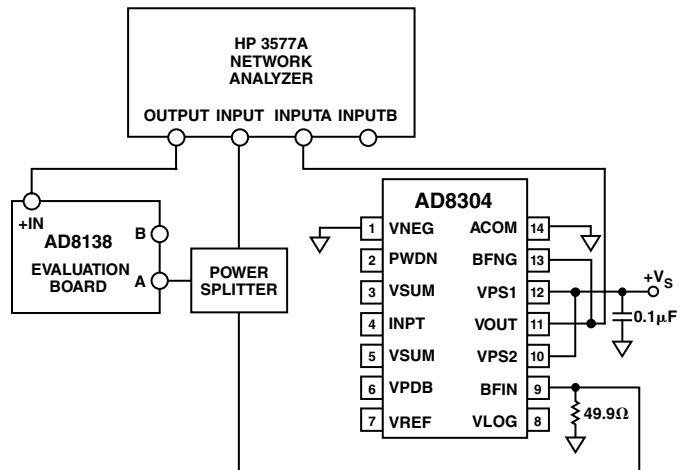 HP 3577A
NETWORK
ANALYZER
OUTPUT INPUT INPUTA INPUTB
+IN
AD8138
EVALUATION
BOARD
B
A
POWER
SPLITTER
AD8304
1 VNEG ACOM 14
2 PWDN BFNG 13
3 VSUM VPS1 12
4 INPT VOUT 11
5 VSUM VPS2 10
6 VPDB BFIN 9
7 VREF VLOG 8
+VS
0.1μF
49.9Ω